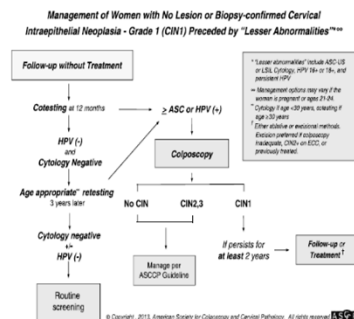 Management of Women with No Lesion or Biopsy-confirmed Cervical
Intraepithelial Neoplasia - Grade 1 (CIN1) Preceded by "Lesser Abnormalities"*∞
Follow-up without Treatment
Cotesting at 12 months
HPV (-)
and
Cytology Negative
Age appropriate⁺ retesting
3 years later
Cytology negative
+/-
HPV (-)
Routine
screening
≥ ASC or HPV (+)
Colposcopy
No CIN
CIN2,3
CIN1
Manage per
ASCCP Guideline
If persists for
at least 2 years
Follow-up or
Treatment†
* "Lesser abnormalities" include ASC-US
or LSIL Cytology, HPV 16+ or 18+, and
persistent HPV
∞ Management options may vary if the
woman is pregnant or ages 21-24.
⁺ Cytology if age <30 years, cotesting if
age ≥30 years
† Either ablative or excisional methods.
Excision preferred if colposcopy
inadequate, CIN2+ on ECC, or
previously treated.
© Copyright, 2013, American Society for Colposcopy and Cervical Pathology. All rights reserved